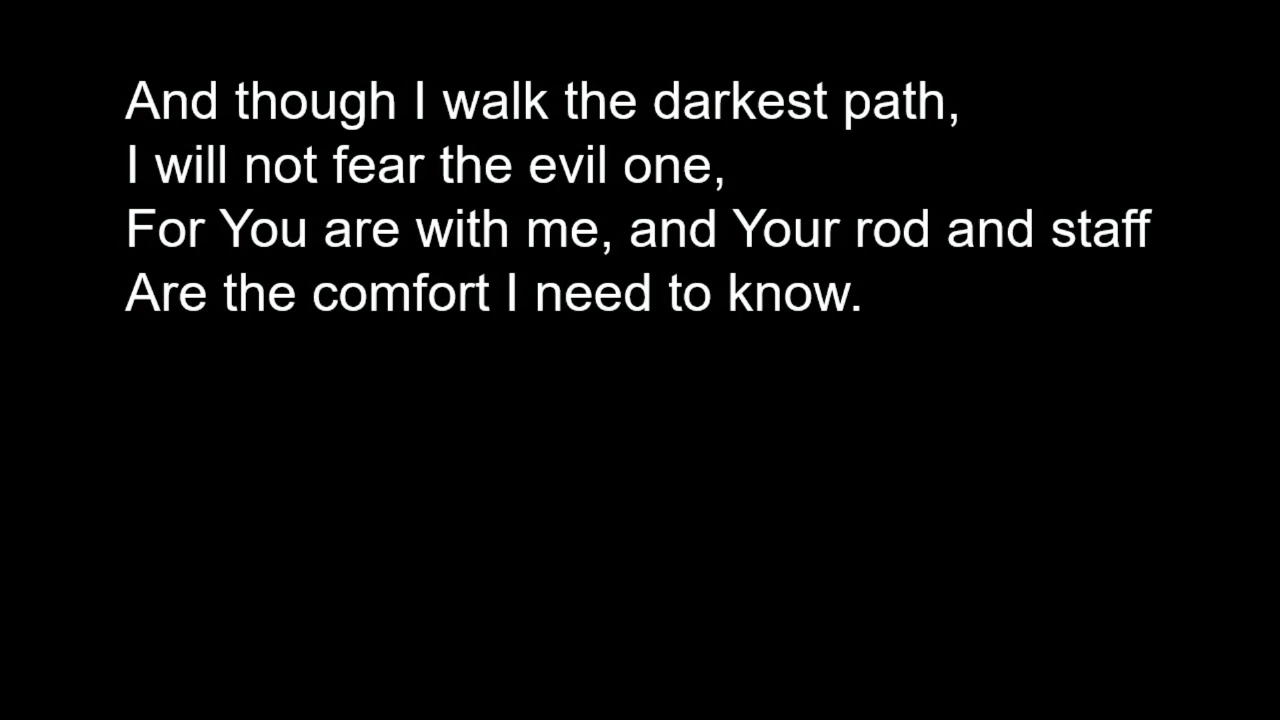 And though I walk the darkest path,
I will not fear the evil one,
For You are with me, and Your rod and staff
Are the comfort I need to know.